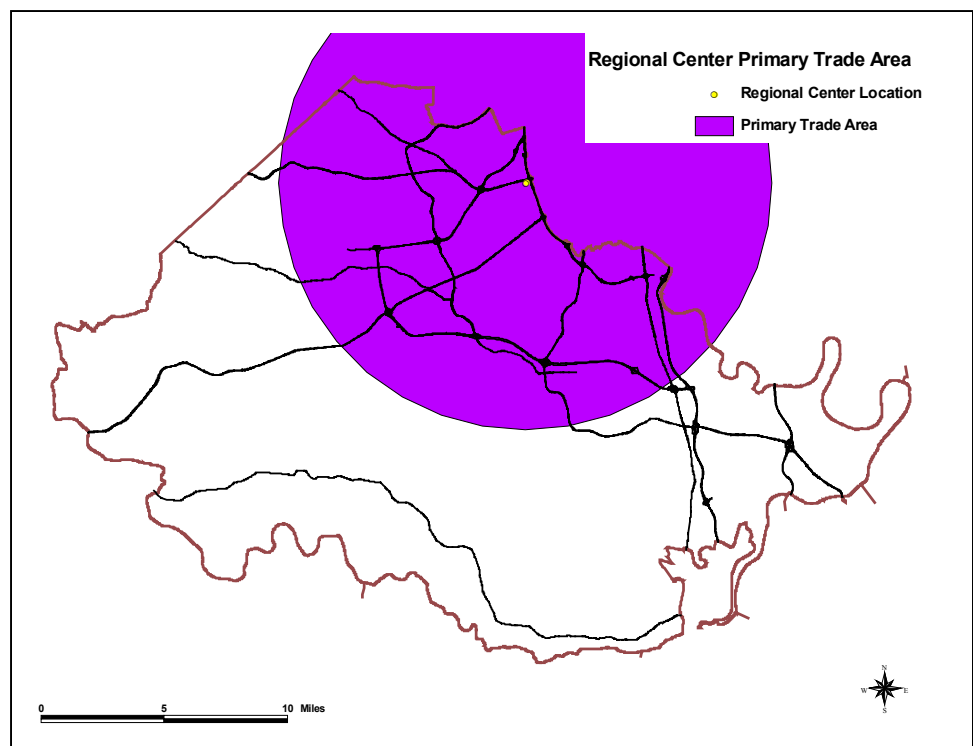 Regional Center Primary Trade Area
Regional Center Location
Primary Trade Area
N
W E
S
0 5 10 Miles